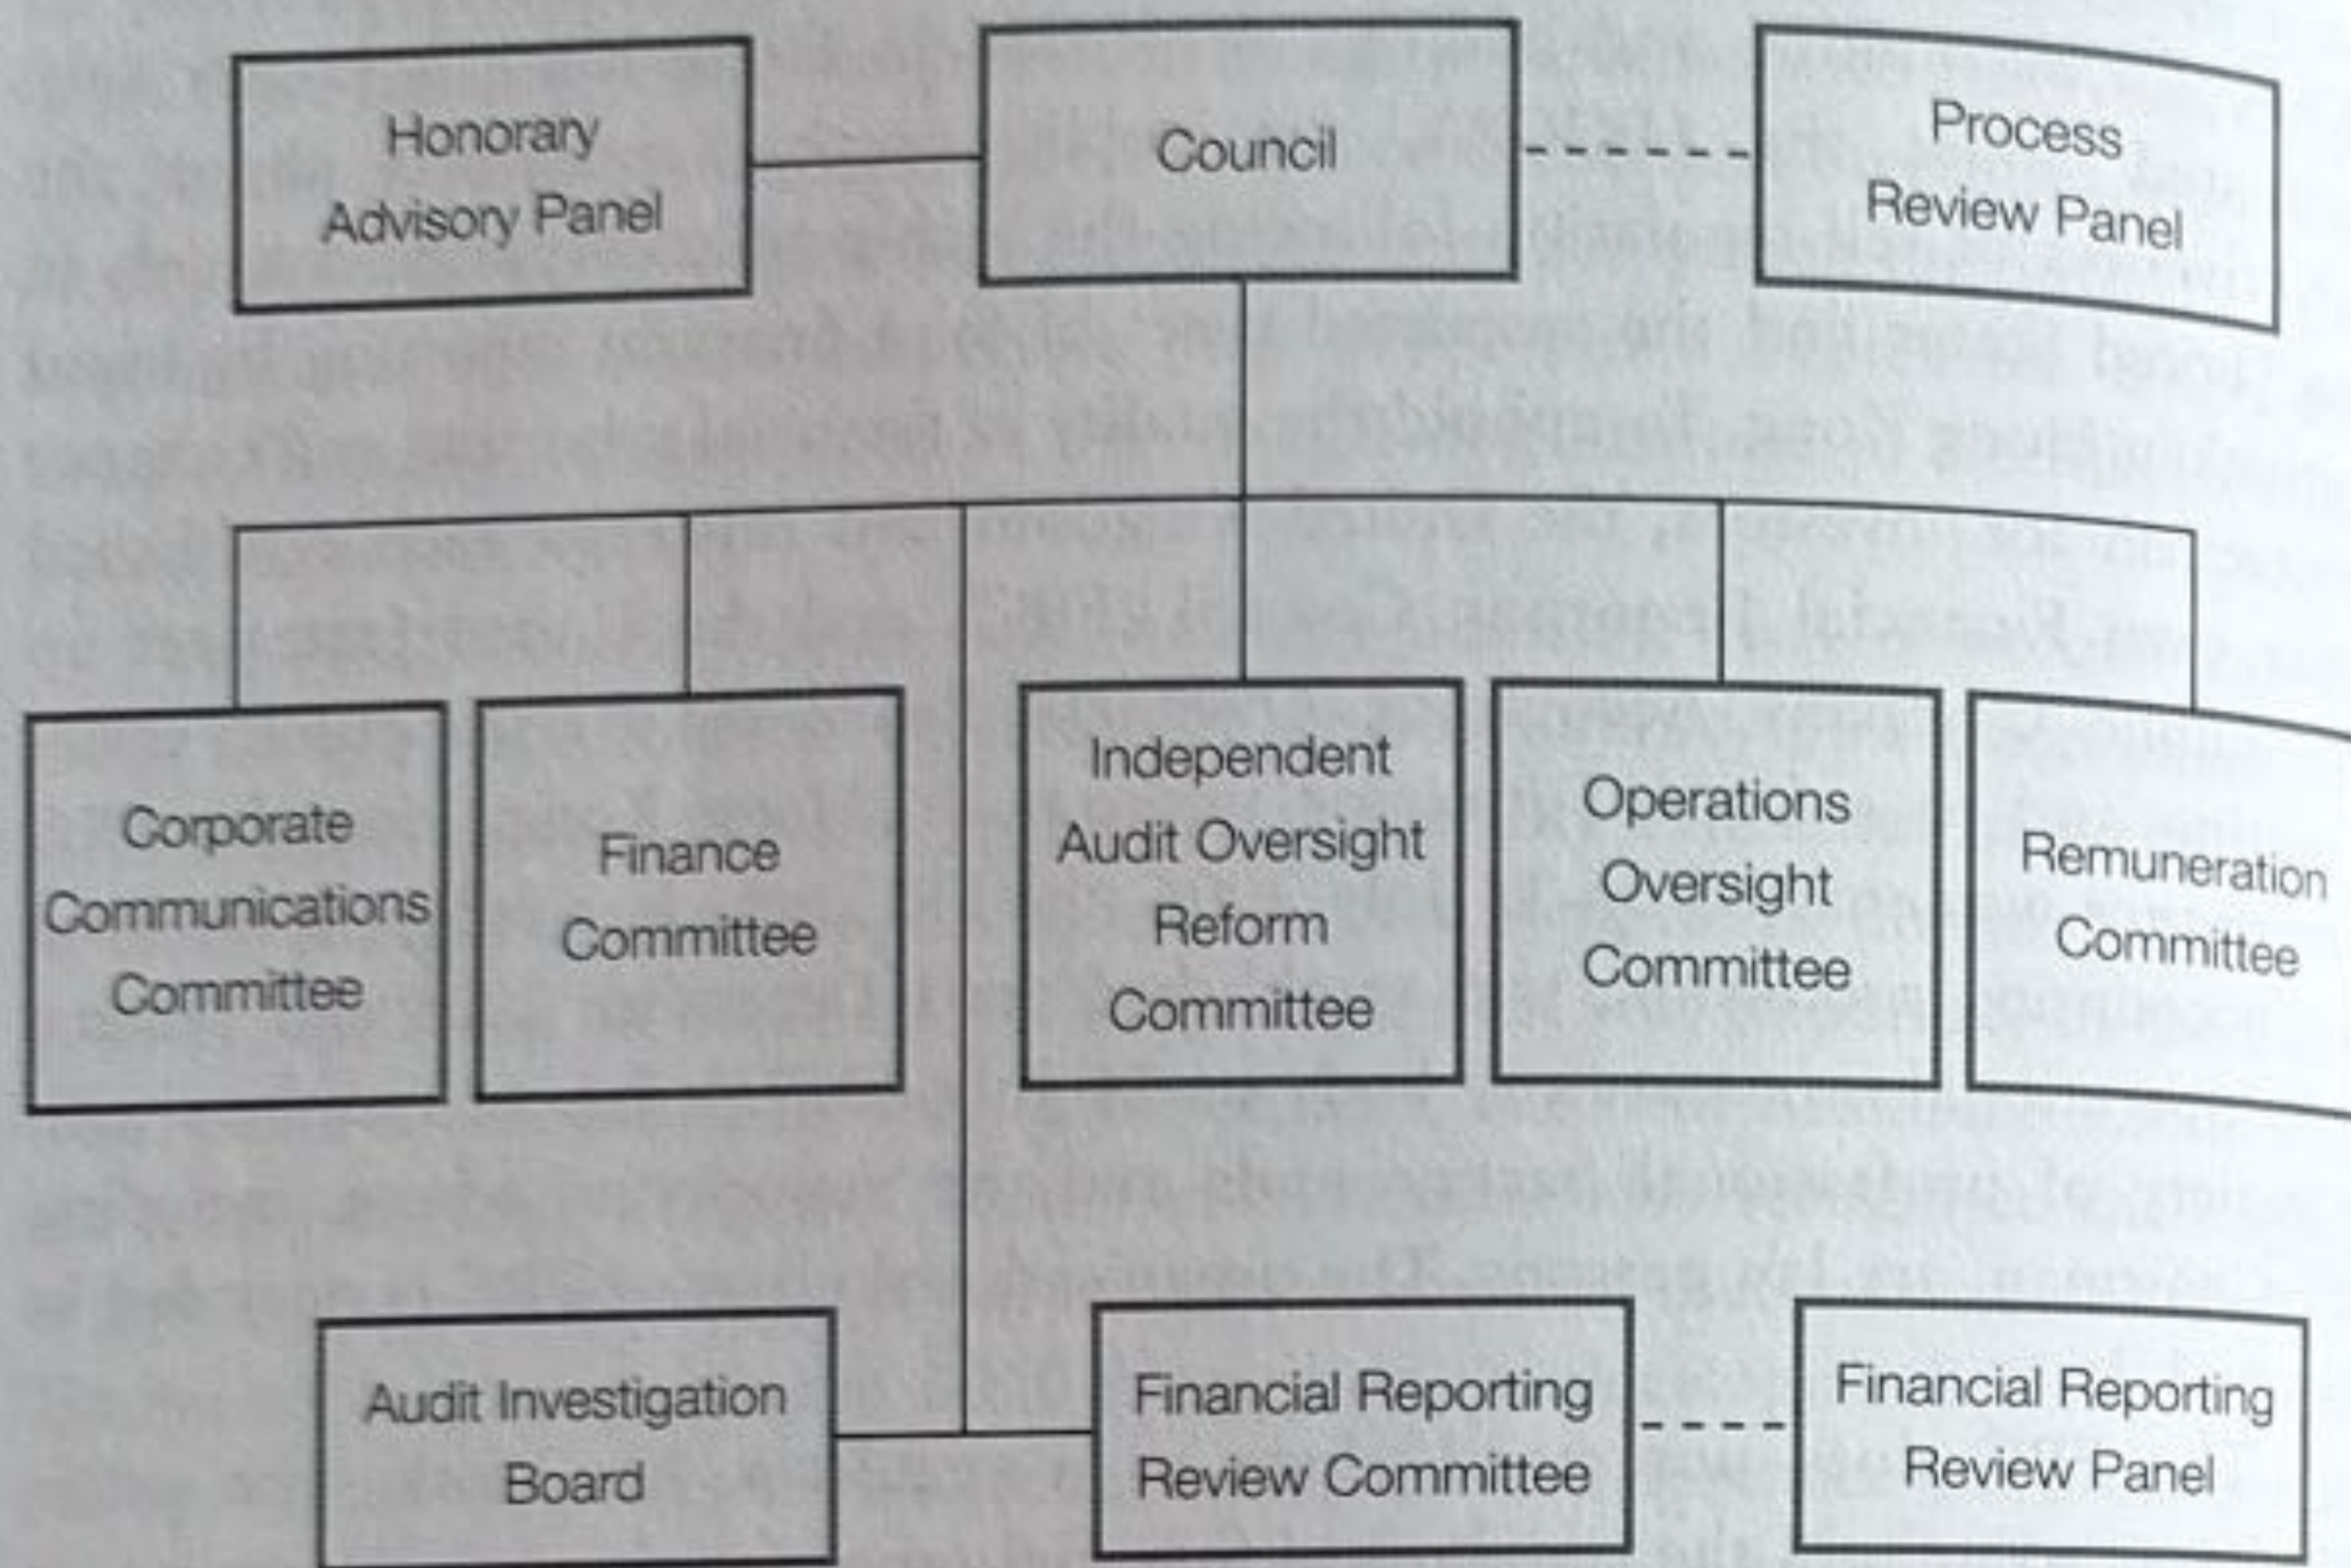 Honorary
Advisory Panel
Council
Process
Review Panel
Corporate
Communications
Committee
Finance
Committee
Independent
Audit Oversight
Reform
Committee
Operations
Oversight
Committee
Remuneration
Committee
Audit Investigation
Board
Financial Reporting
Review Committee
Financial Reporting
Review Panel